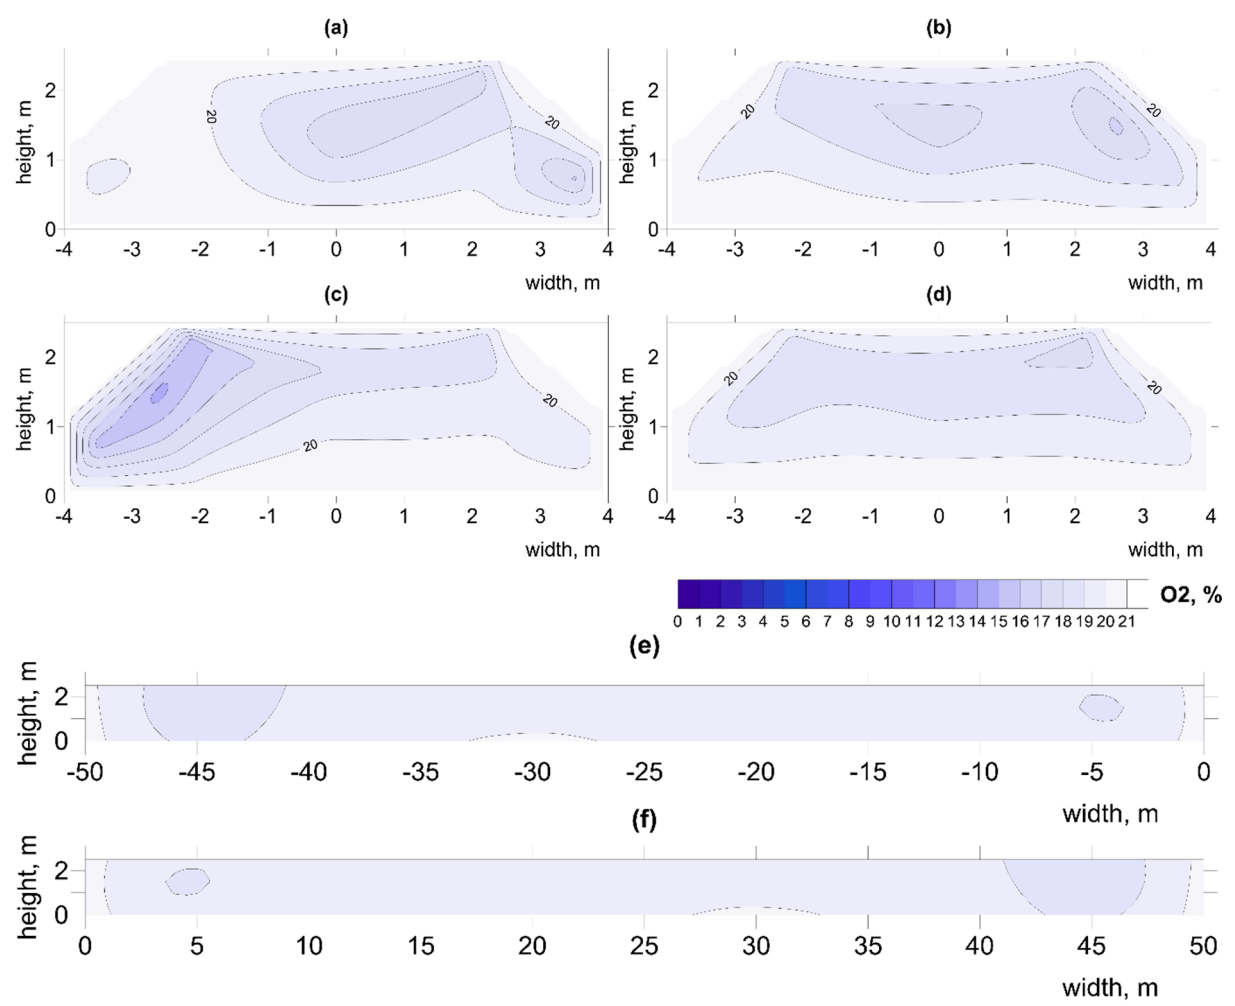 (a)
(b)
height, m
2
1
0
20
20
-4 -3 -2 -1 0 1 2 3 4
width, m
height, m
2
1
0
20
20
-4 -3 -2 -1 0 1 2 3 4
width, m
(c)
(d)
height, m
2
1
0
20
20
-4 -3 -2 -1 0 1 2 3 4
width, m
height, m
2
1
0
20
20
-4 -3 -2 -1 0 1 2 3 4
width, m
O2, %
0 1 2 3 4 5 6 7 8 9 10 11 12 13 14 15 16 17 18 19 20 21
(e)
height, m
2
0
-50 -45 -40 -35 -30 -25 -20 -15 -10 -5 0
width, m
(f)
height, m
2
0
0 5 10 15 20 25 30 35 40 45 50
width, m